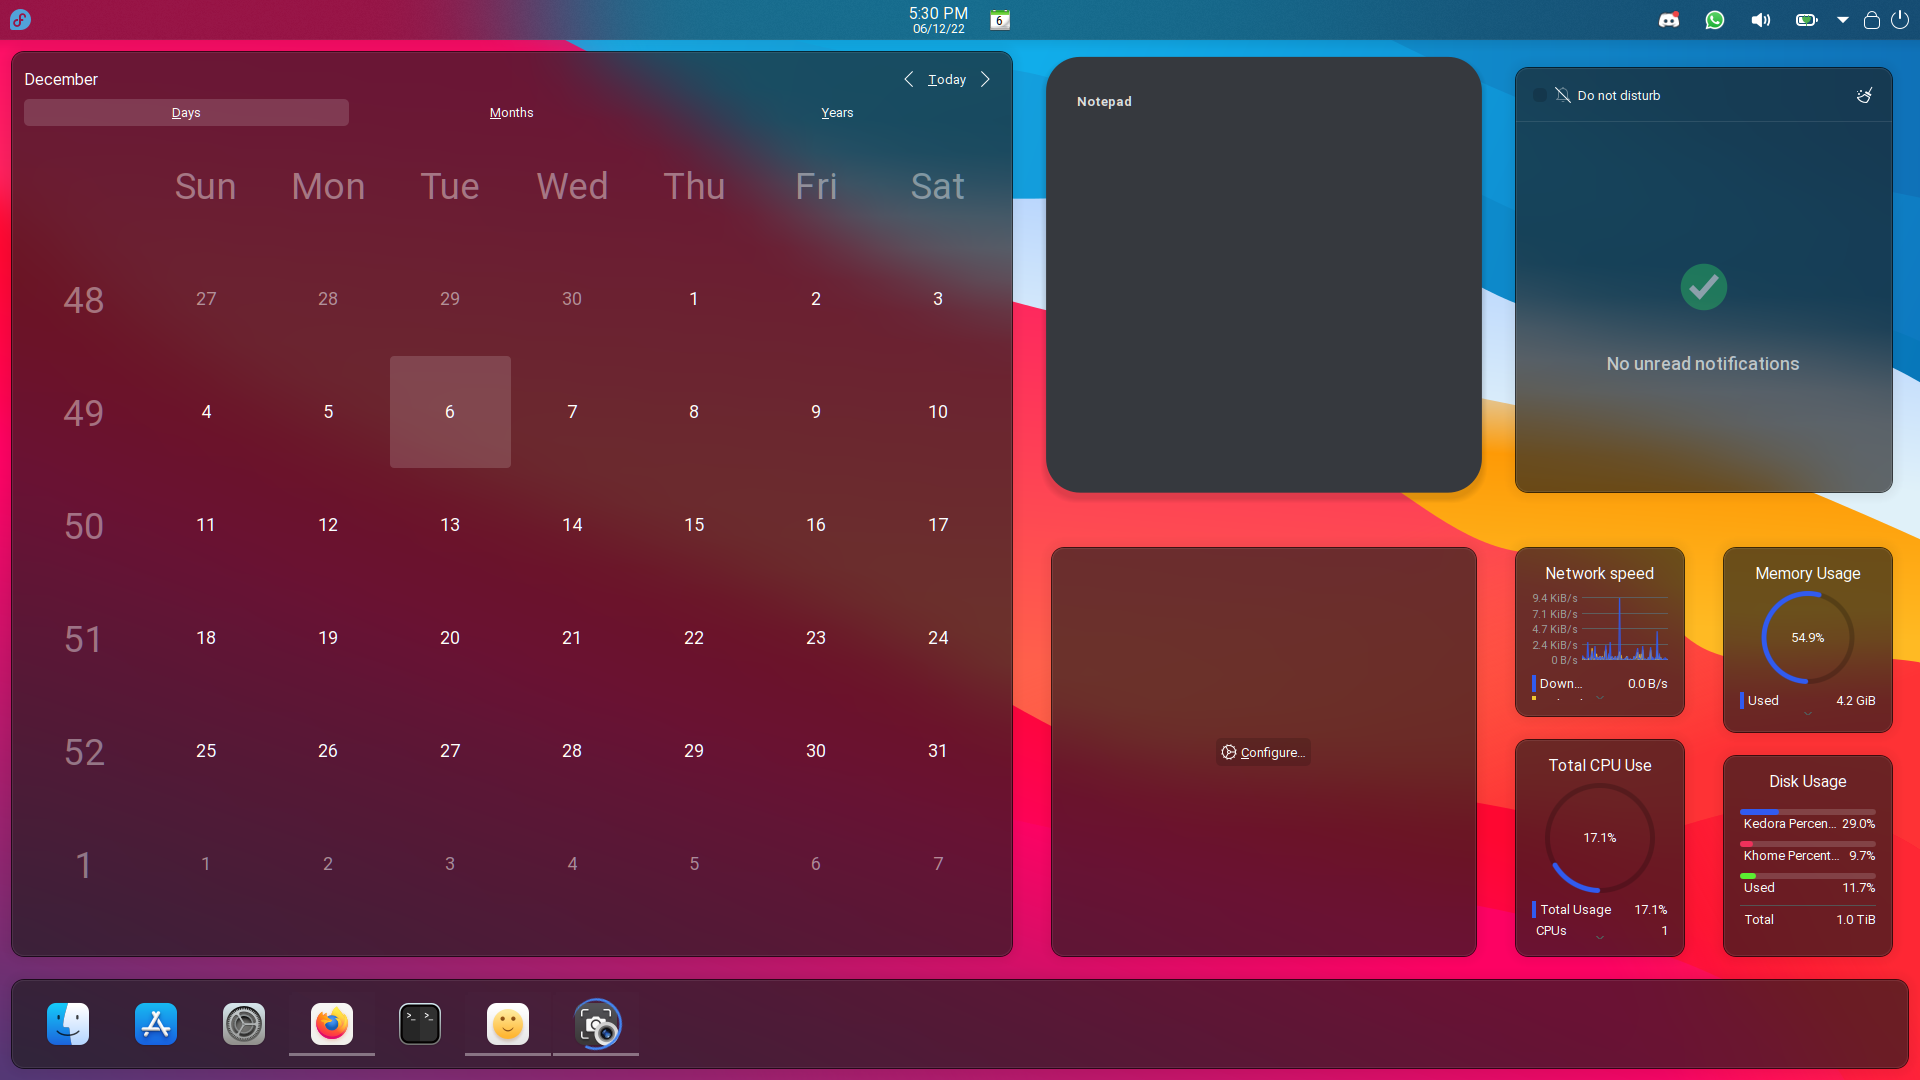 5:30 PM
06/12/22
6
December
Today
Days Months Years
Sun Mon Tue Wed Thu Fri Sat
48 27 28 29 30 1 2 3
49 4 5 6 7 8 9 10
50 11 12 13 14 15 16 17
51 18 19 20 21 22 23 24
52 25 26 27 28 29 30 31
1 1 2 3 4 5 6 7
Notepad
Do not disturb
No unread notifications
Configure...
Network speed
9.4 KiB/s
7.1 KiB/s
4.7 KiB/s
2.4 KiB/s
0 B/s
Down... 0.0 B/s
Memory Usage
54.9%
Used 4.2 GiB
Total CPU Use
17.1%
Total Usage 17.1%
CPUs 1
Disk Usage
Kedora Percen... 29.0%
Khome Percent... 9.7%
Used 11.7%
Total 1.0 TiB
>_ >_